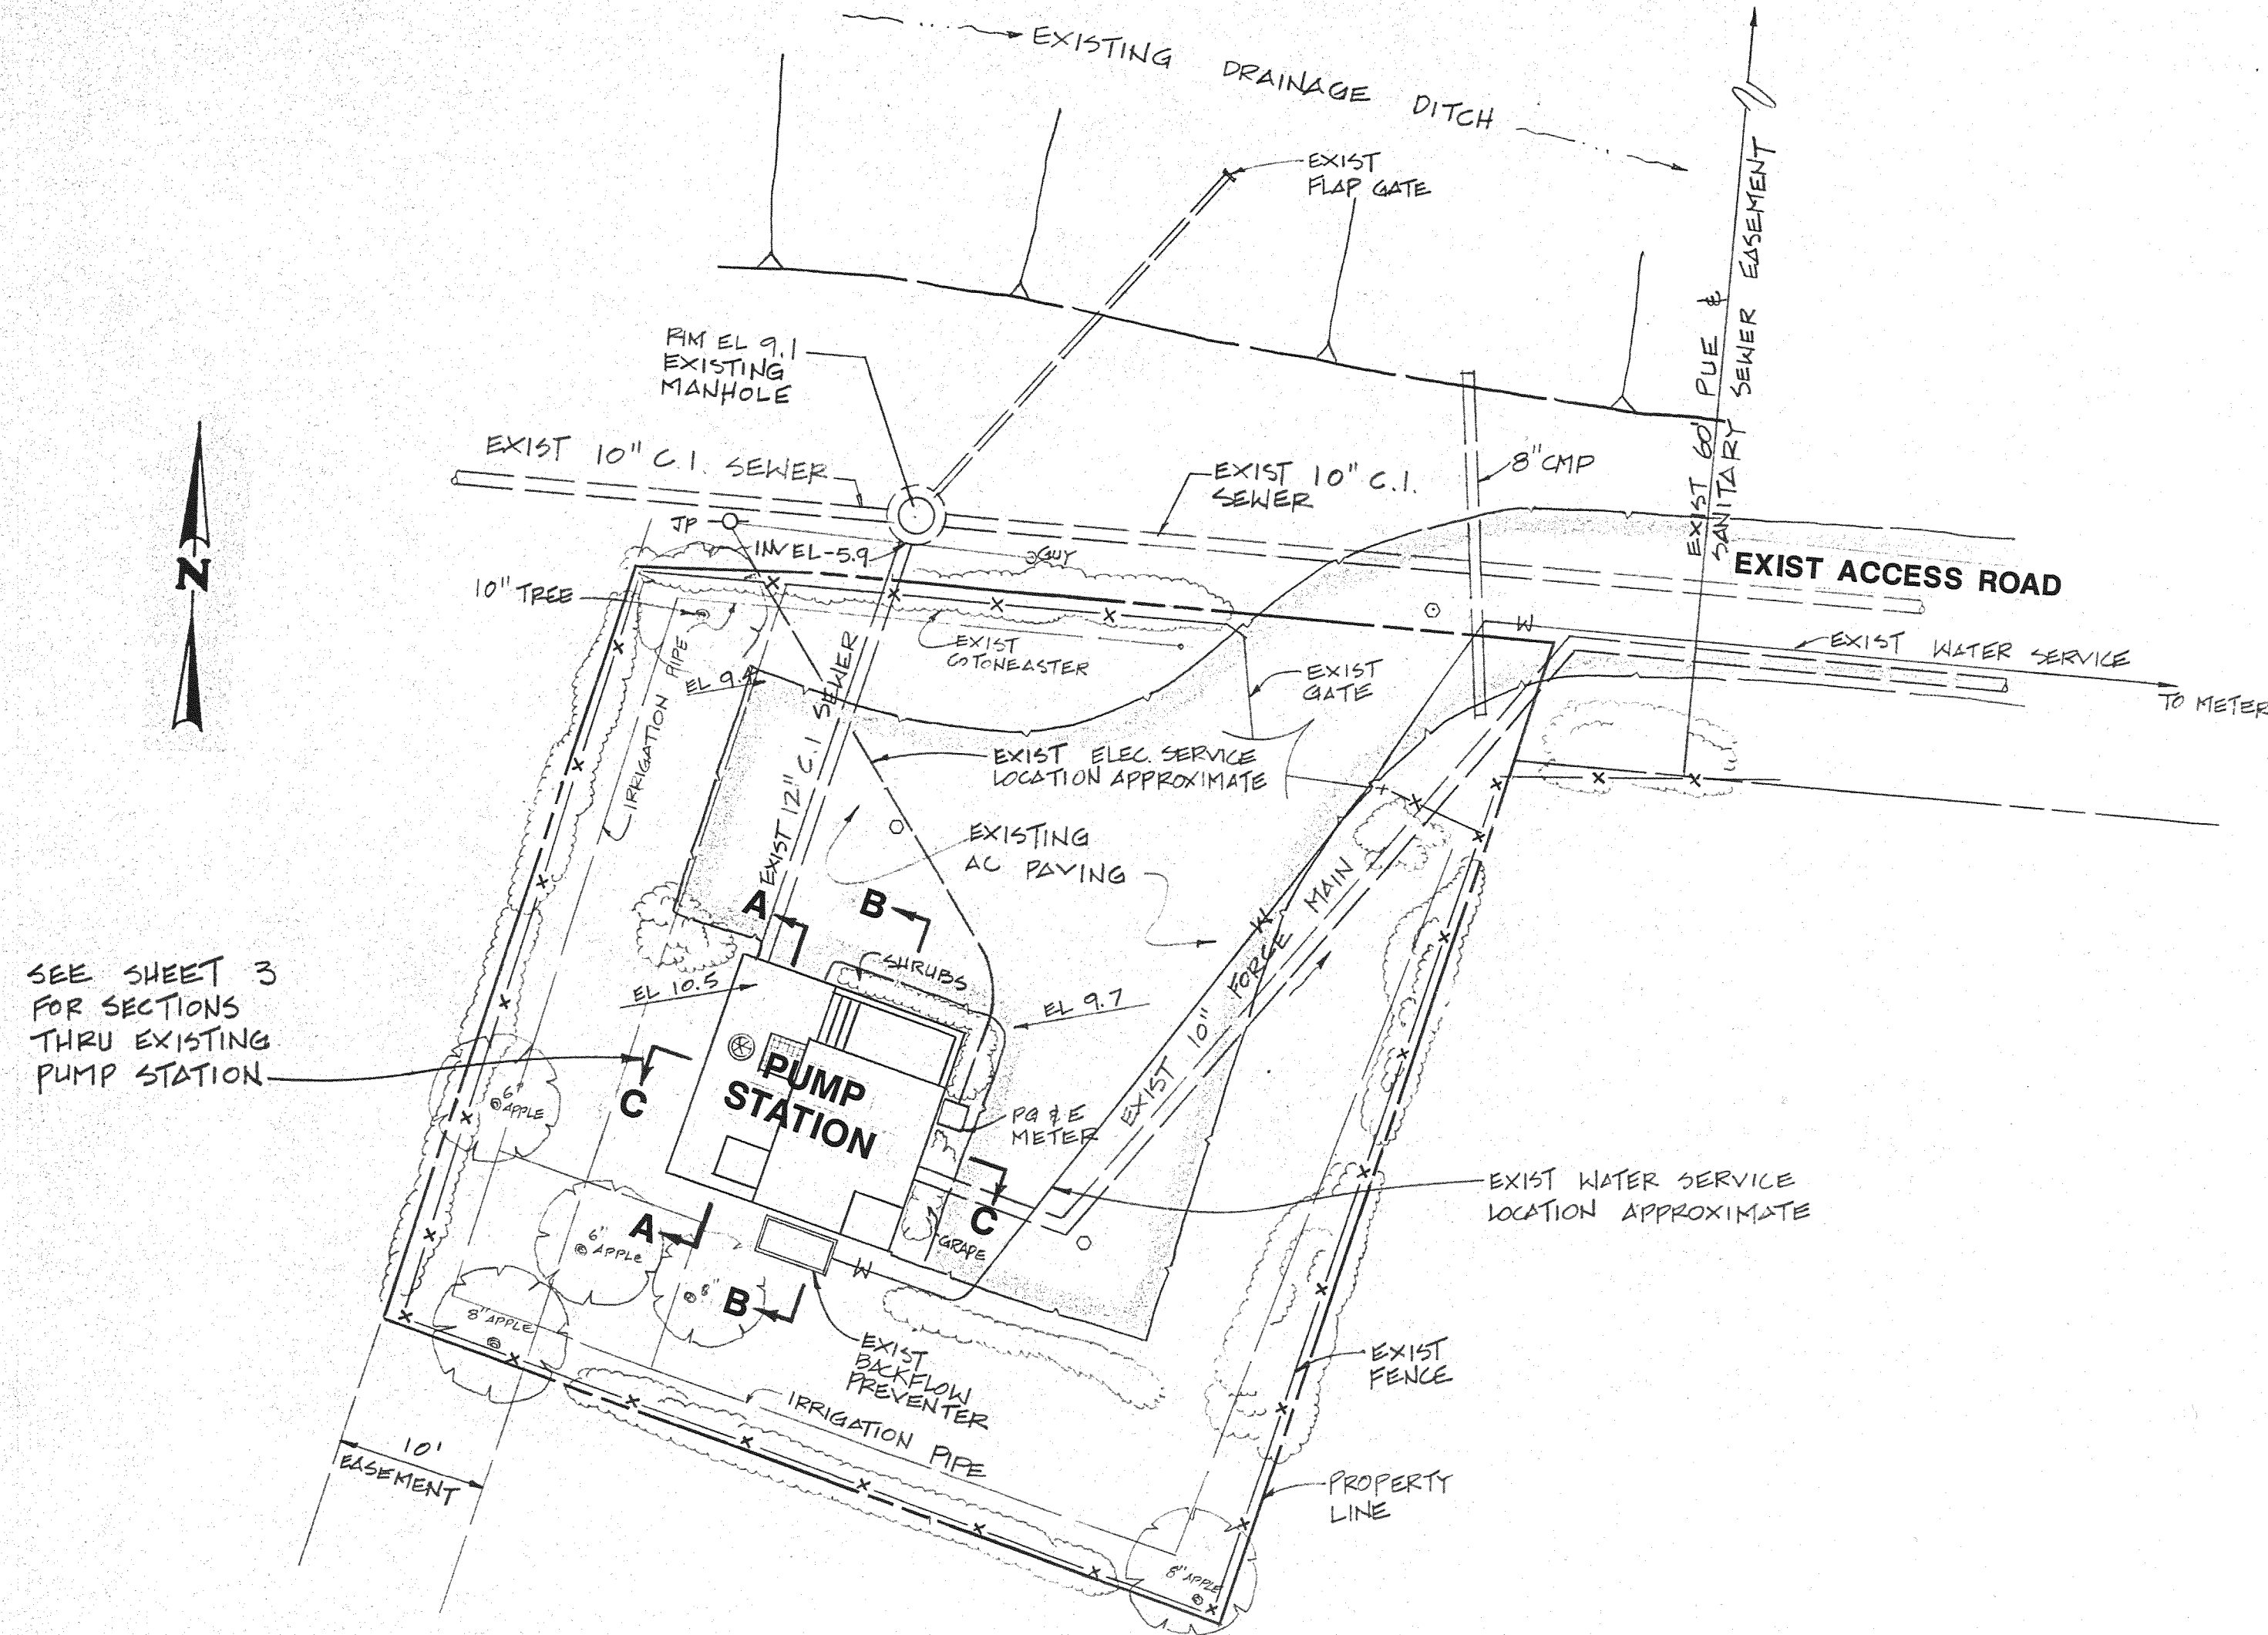 EXISTING DRAINAGE DITCH
EXIST
FLAP GATE
EXIST 60' PUE &
SANITARY SEWER EASEMENT
RIM EL 9.1
EXISTING
MANHOLE
EXIST 10" C.I. SEWER
EXIST 10" C.I.
SEWER
8" CMP
JP
INV EL-5.9
GUY
EXIST ACCESS ROAD
N
10" TREE
EXIST
COTONEASTER
W
EXIST WATER SERVICE
TO METER
IRRIGATION PIPE
EL 9.4
EXIST 12" C.I SEWER
EXIST
GATE
EXIST ELEC. SERVICE
LOCATION APPROXIMATE
EXISTING
AC PAVING
A
B
W
EXIST 10" FORCE MAIN
SHRUBS
SEE SHEET 3
FOR SECTIONS
THRU EXISTING
PUMP STATION
EL 10.5
EL 9.7
PUMP
STATION
C
6"
APPLE
PG & E
METER
EXIST WATER SERVICE
LOCATION APPROXIMATE
C
A
6"
APPLE
GRAPE
W
6"
B
8" APPLE
EXIST
BACKFLOW
PREVENTER
EXIST
FENCE
IRRIGATION PIPE
10'
EASEMENT
PROPERTY
LINE
8" APPLE